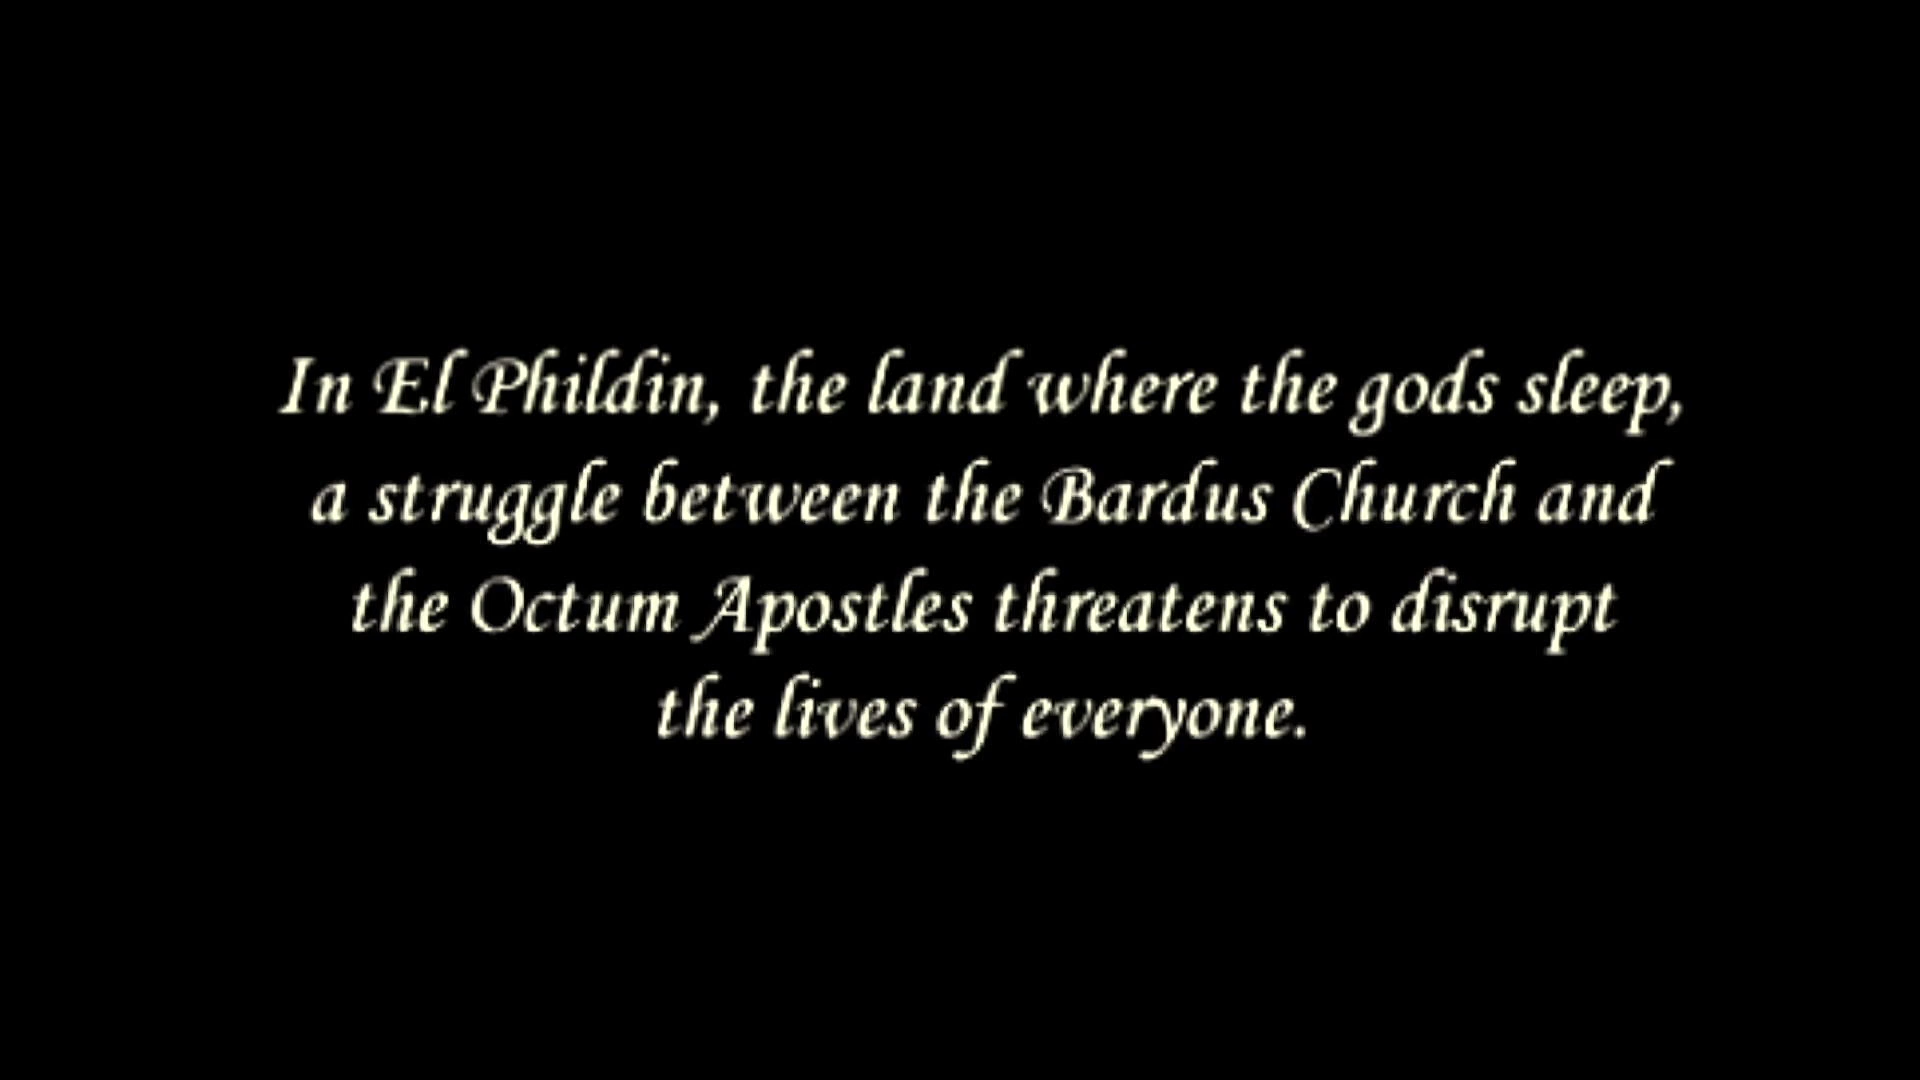 In El Phildin, the land where the gods sleep,
a struggle between the Bardus Church and
the Octum Apostles threatens to disrupt
the lives of everyone.